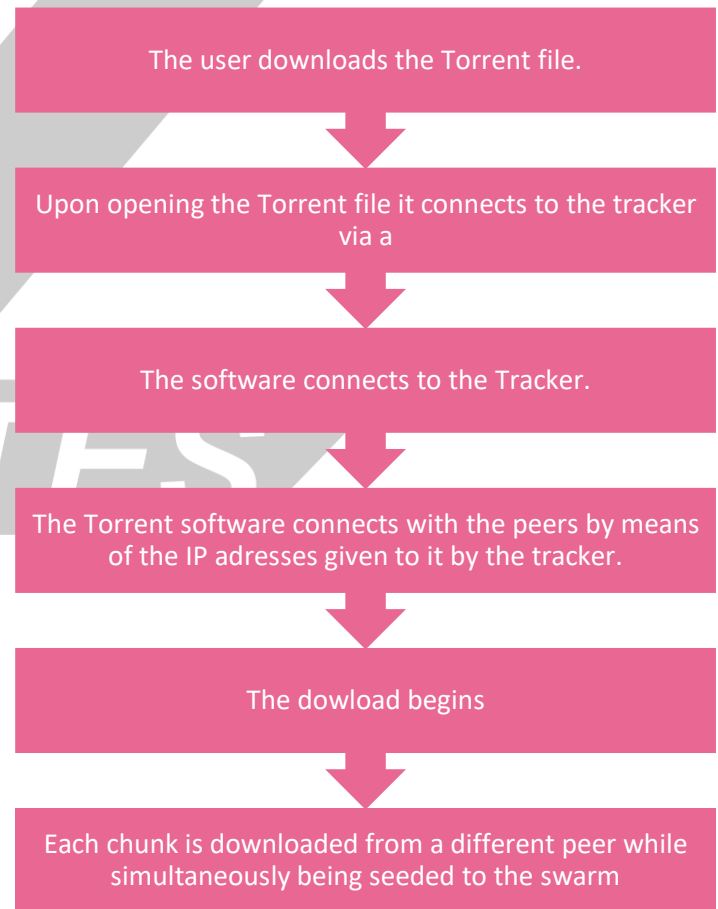 The user downloads the Torrent file.
Upon opening the Torrent file it connects to the tracker
via a
The software connects to the Tracker.
The Torrent software connects with the peers by means
of the IP adresses given to it by the tracker.
The dowload begins
Each chunk is downloaded from a different peer while
simultaneously being seeded to the swarm